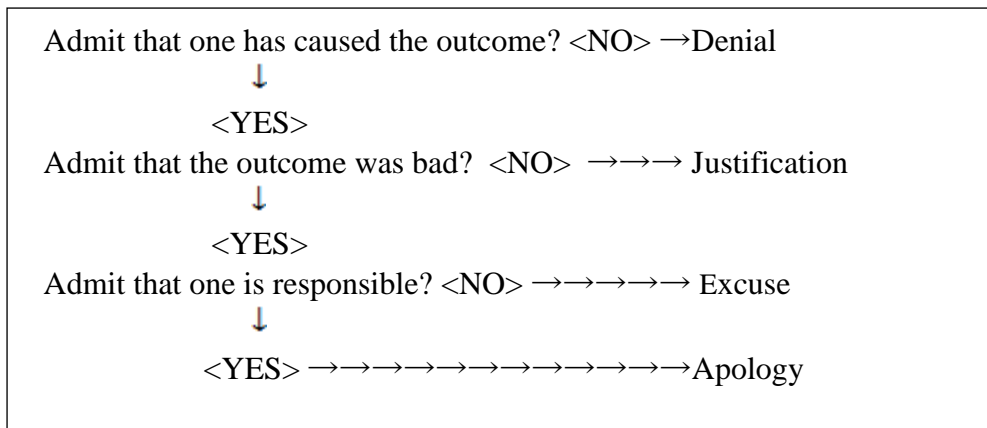 Admit that one has caused the outcome? <NO> →Denial
↓
<YES>
Admit that the outcome was bad? <NO> →→→ Justification
↓
<YES>
Admit that one is responsible? <NO> →→→→→ Excuse
↓
<YES> →→→→→→→→→→→→Apology